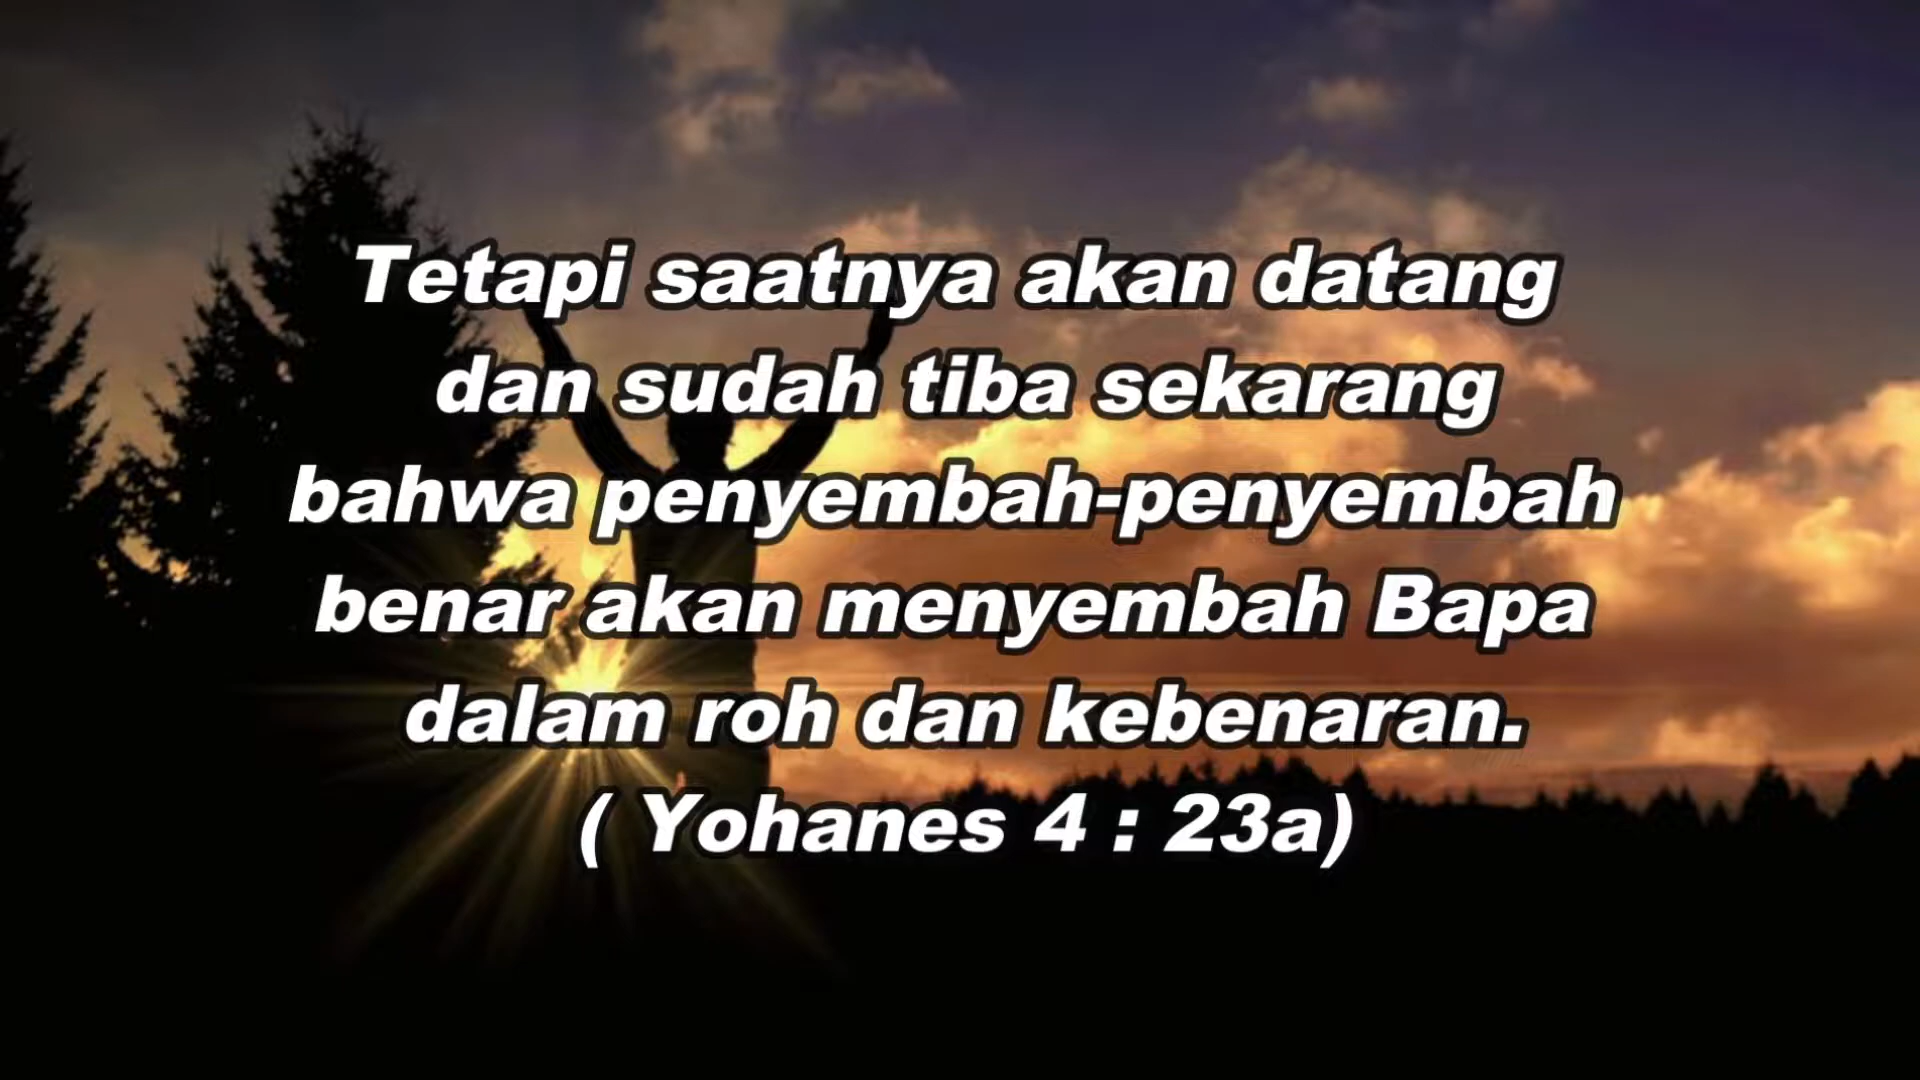 Tetapi saatnya akan datang
dan sudah tiba sekarang
bahwa penyembah-penyembah
benar akan menyembah Bapa
dalam roh dan kebenaran.
( Yohanes 4 : 23a)